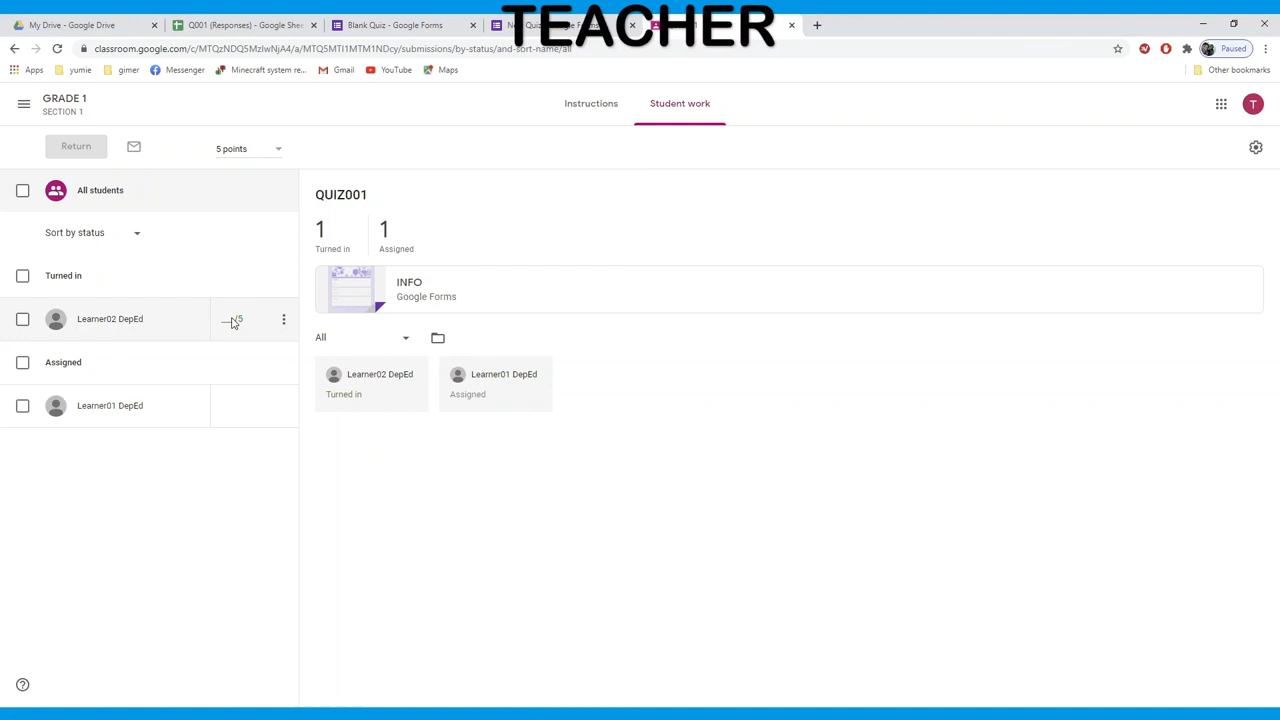 TEACHER
My Drive - Google Drive
Q001 (Responses) - Google Shee
Blank Quiz - Google Forms
classroom.google.com/c/MTQzNDQ5MzIwNjA4/a/MTQ5MTI1MTM1NDcy/submissions/by-status/and-sort-name/all
Paused
Apps
yumie
gimer
Messenger
Minecraft system re...
Gmail
YouTube
Maps
Other bookmarks
GRADE 1
SECTION 1
Instructions
Student work
T
Return
5 points
All students
Sort by status
Turned in
Learner02 DepEd
/5
Assigned
Learner01 DepEd
QUIZ001
1
Turned in
1
Assigned
INFO
Google Forms
All
Learner02 DepEd
Turned in
Learner01 DepEd
Assigned